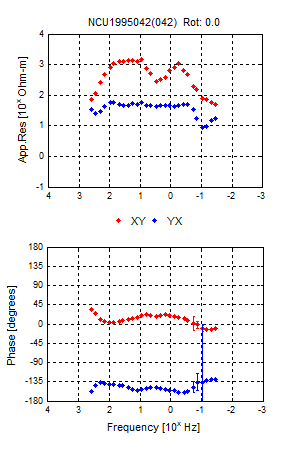 NCU1995042(042) Rot: 0.0
App.Res [10ˣ Ohm-m]
4
3
2
1
0
-1
4 3 2 1 0 -1 -2 -3
XY YX
Phase [degrees]
180
135
90
45
0
-45
-90
-135
-180
4 3 2 1 0 -1 -2 -3
Frequency [10ˣ Hz]